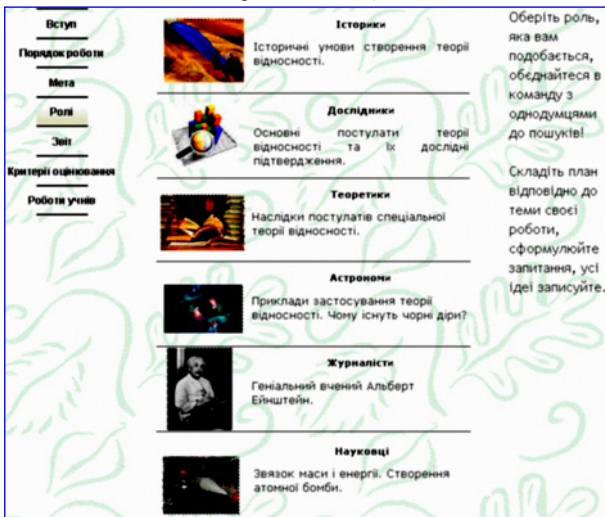 Вступ
Порядок роботи
Мета
Ролі
Звіт
Критерії оцінювання
Роботи учнів
Історики
Історичні умови створення теорії
відносності.
Дослідники
Основні постулати теорії
відносності та їх дослідні
підтвердження.
Теоретики
Наслідки постулатів спеціальної
теорії відносності.
Астрономи
Приклади застосування теорії
відносності. Чому існуть чорні діри?
Журналісти
Геніальний вчений Альберт
Ейнштейн.
Науковці
Звязок маси і енергії. Створення
атомної бомби.
Оберіть роль,
яка вам
подобається,
обєднайтеся в
команду з
однодумцями
до пошуків!
Складіть план
відповідно до
теми своєї
роботи,
сформулюйте
запитання, усі
ідеї записуйте.